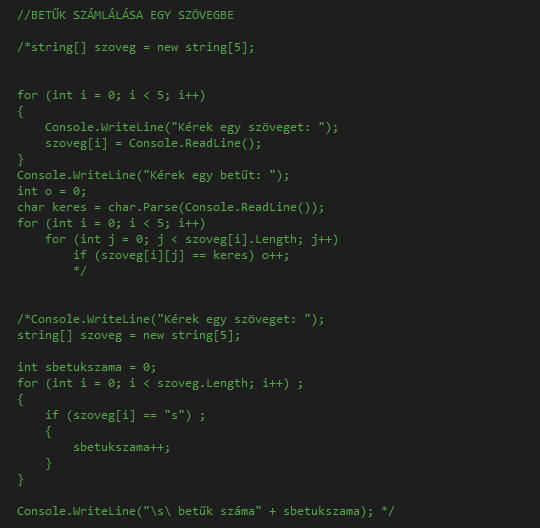 //BETŰK SZÁMLÁLÁSA EGY SZÖVEGBE
/*string[] szoveg = new string[5];
for (int i = 0; i < 5; i++)
{
Console.WriteLine("Kérek egy szöveget: ");
szoveg[i] = Console.ReadLine();
}
Console.WriteLine("Kérek egy betűt: ");
int o = 0;
char keres = char.Parse(Console.ReadLine());
for (int i = 0; i < 5; i++)
for (int j = 0; j < szoveg[i].Length; j++)
if (szoveg[i][j] == keres) o++;
*/
/*Console.WriteLine("Kérek egy szöveget: ");
string[] szoveg = new string[5];
int sbetukszama = 0;
for (int i = 0; i < szoveg.Length; i++) ;
{
if (szoveg[i] == "s") ;
{
sbetukszama++;
}
}
Console.WriteLine("\s\ betűk száma" + sbetukszama); */